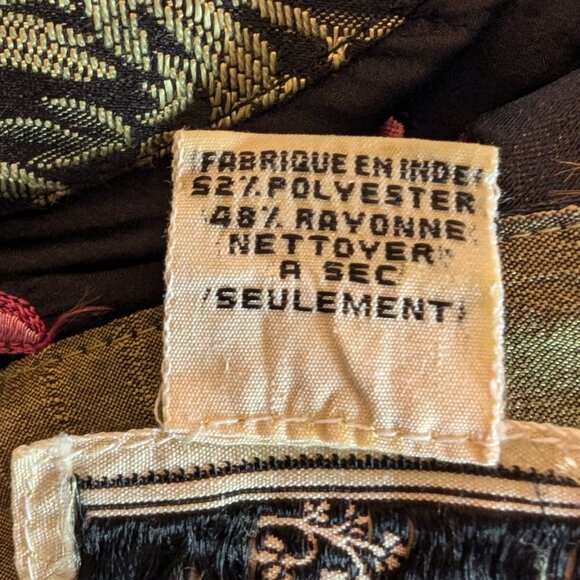 FABRIQUE EN INDE
52% POLYESTER
48% RAYONNE
NETTOYER
A SEC
SEULEMENT